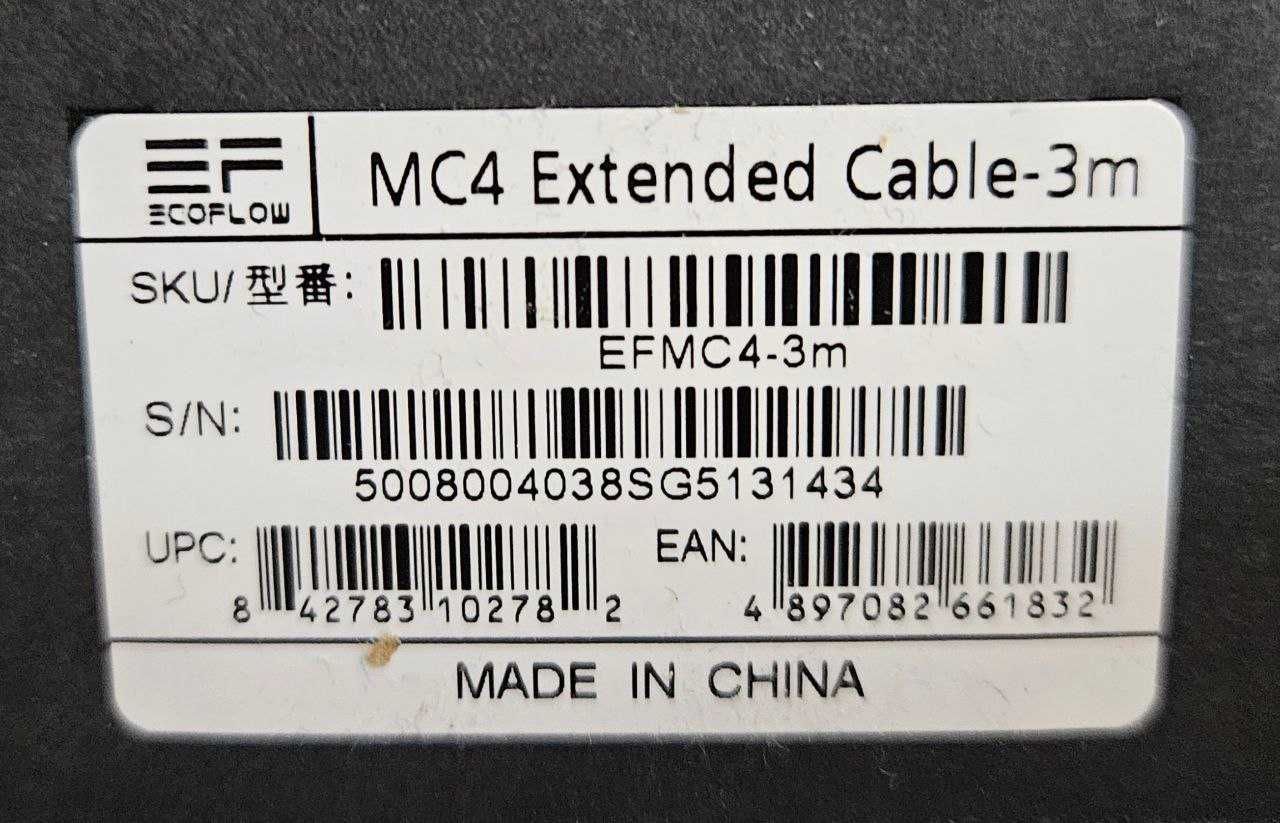 ECOFLOW
MC4 Extended Cable-3m
SKU/型番:
EFMC4-3m
S/N:
5008004038SG5131434
UPC: 8 42783 10278 2
EAN: 4 897082 661832
MADE IN CHINA